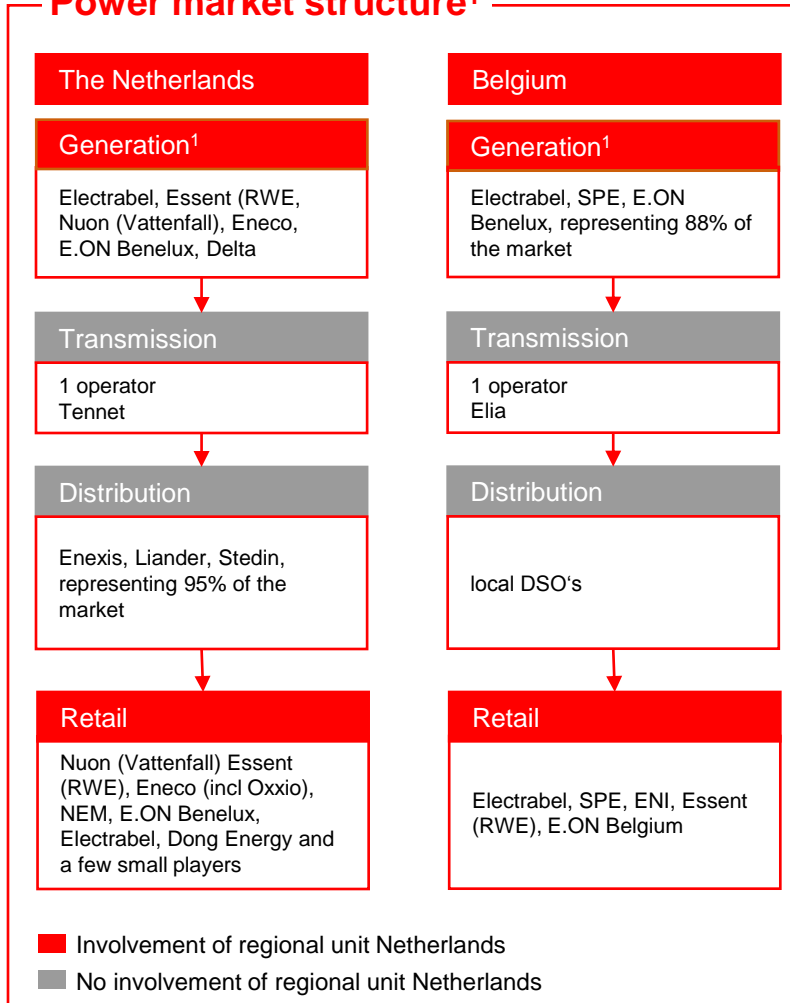 Power market structure¹
The Netherlands
Generation¹
Electrabel, Essent (RWE,
Nuon (Vattenfall), Eneco,
E.ON Benelux, Delta
Transmission
1 operator
Tennet
Distribution
Enexis, Liander, Stedin,
representing 95% of the
market
Retail
Nuon (Vattenfall) Essent
(RWE), Eneco (incl Oxxio),
NEM, E.ON Benelux,
Electrabel, Dong Energy and
a few small players
Belgium
Generation¹
Electrabel, SPE, E.ON
Benelux, representing 88% of
the market
Transmission
1 operator
Elia
Distribution
local DSO‘s
Retail
Electrabel, SPE, ENI, Essent
(RWE), E.ON Belgium
Involvement of regional unit Netherlands
No involvement of regional unit Netherlands